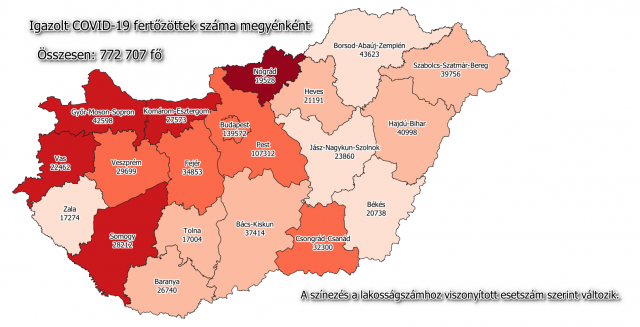 Igazolt COVID-19 fertőzöttek száma megyénként
Összesen: 772 707 fő
Borsod-Abaúj-Zemplén
43623
Szabolcs-Szatmár-Bereg
39756
Nógrád
19528
Heves
21191
Győr-Moson-Sopron
42598
Komárom-Esztergom
27573
Budapest
139572
Hajdú-Bihar
40998
Pest
107312
Jász-Nagykun-Szolnok
23860
Vas
22462
Veszprém
29699
Fejér
34853
Zala
17274
Békés
20738
Somogy
28212
Tolna
17004
Bács-Kiskun
37414
Csongrád-Csanád
32300
Baranya
26740
A színezés a lakosságszámhoz viszonyított esetszám szerint változik.